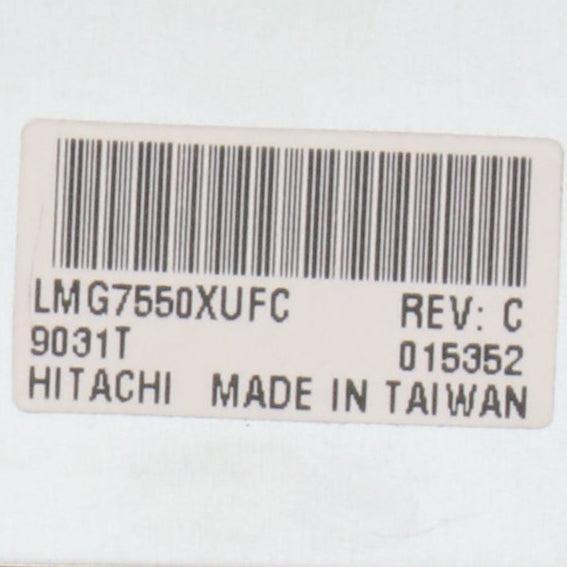 LMG7550XUFC REV: C
9031T 015352
HITACHI MADE IN TAIWAN